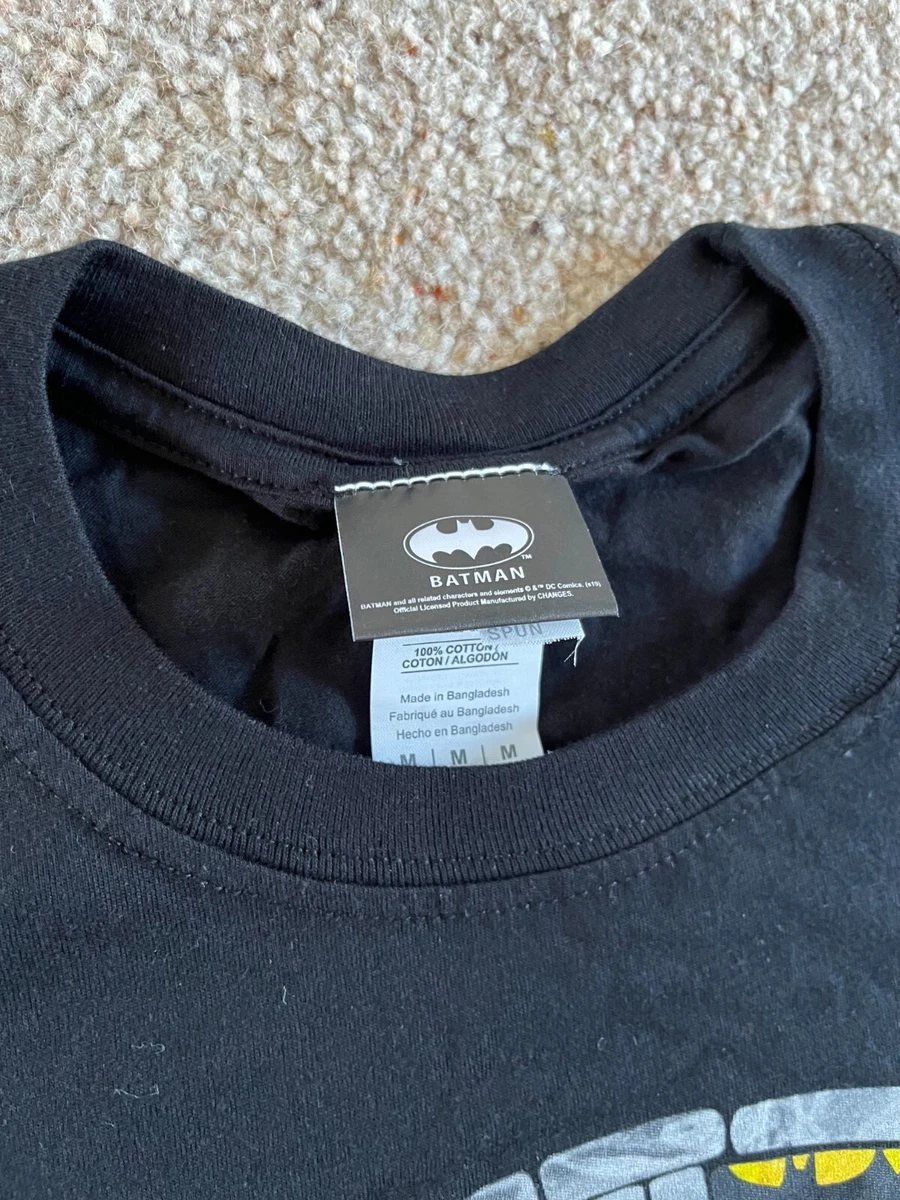 TM
BATMAN
BATMAN and all related characters and elements © & ™ DC Comics. (s19)
Official Licensed Product Manufactured by CHANGES.
SPUN
100% COTTON /
COTON / ALGODÓN
Made in Bangladesh
Fabriqué au Bangladesh
Hecho en Bangladesh
M | M | M